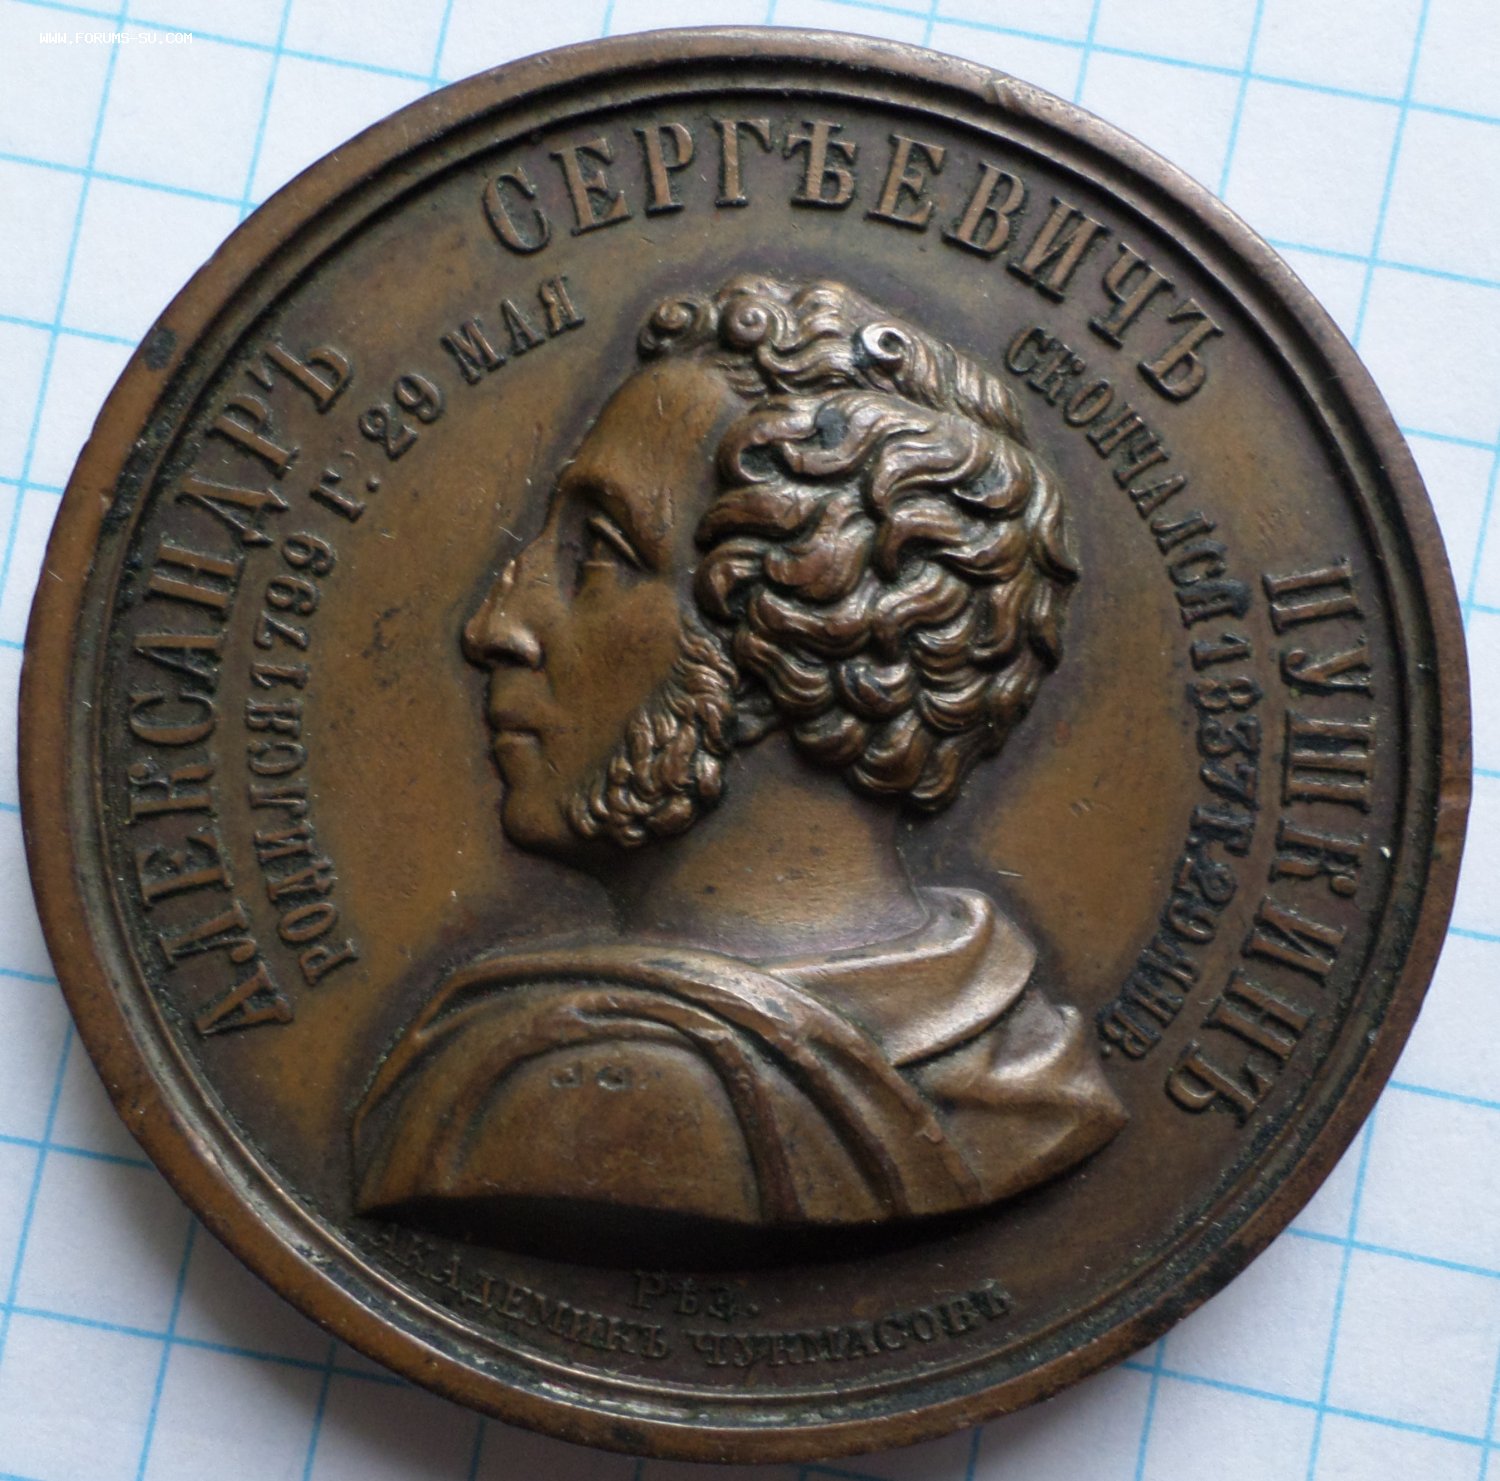 WWW.FORUMS-SU.COM
АЛЕКСАНДРЪ СЕРГѢЕВИЧЪ ПУШКИНЪ
РОДИЛСЯ 1799 Г. 29 МАЯ
СКОНЧАЛСЯ 1837 Г. 29 ЯНВ.
РѢЗ.
АКАДЕМИКЪ ЧУКМАСОВЪ